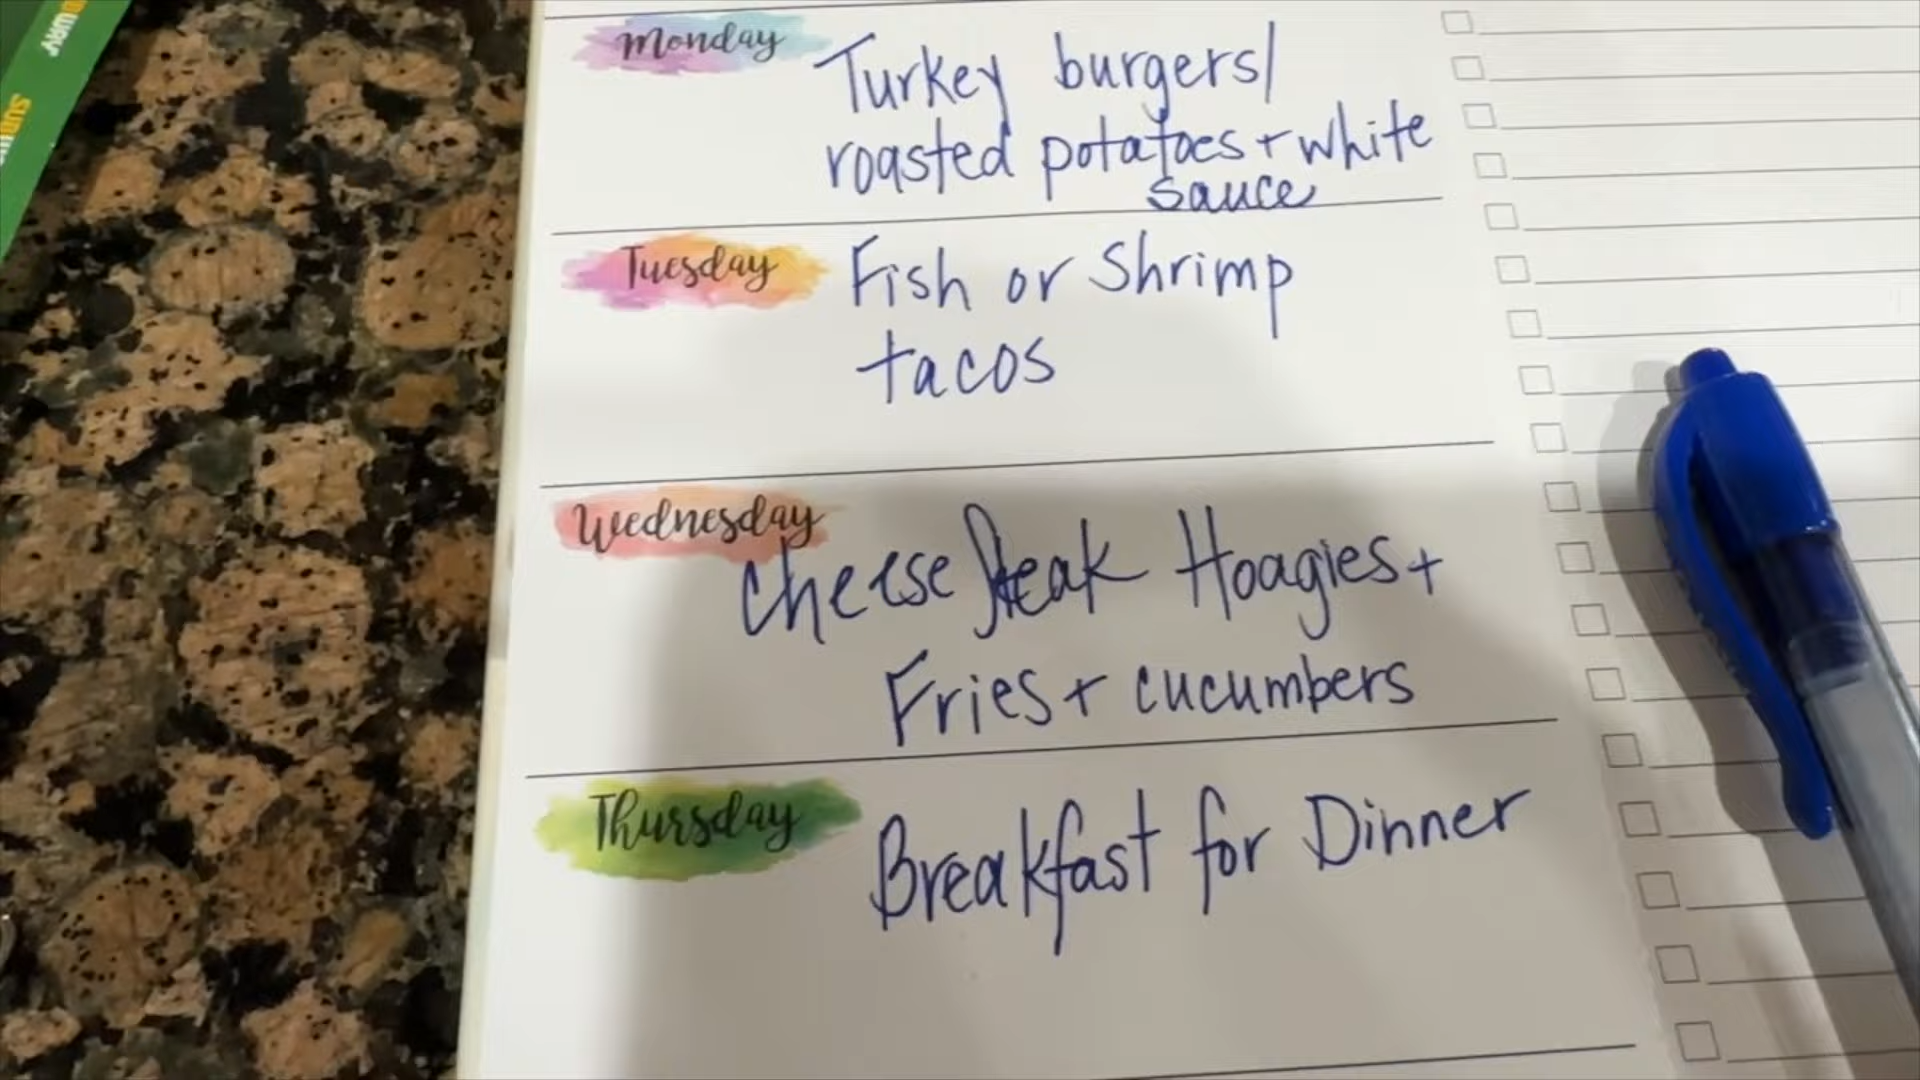 SUBWAY
Monday
Turkey burgers/
roasted potatoes + white
sauce
Tuesday
Fish or Shrimp
tacos
Wednesday
cheese steak Hoagies +
Fries + cucumbers
Thursday
Breakfast for Dinner